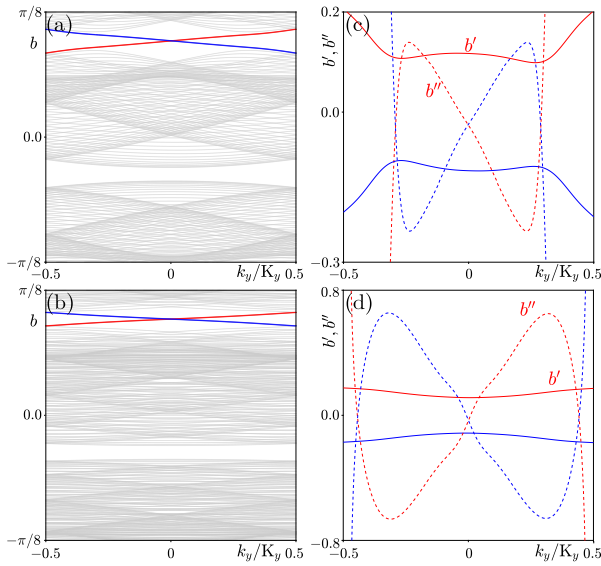 π/8
(a)
b
0.0
−π/8
−0.5
0
k_y/K_y
0.5
0.2
(c)
b′, b″
b′
b″
0.0
−0.3
−0.5
0
k_y/K_y
0.5
π/8
(b)
b
0.0
−π/8
−0.5
0
k_y/K_y
0.5
0.8
(d)
b′, b″
b″
b′
0.0
−0.8
−0.5
0
k_y/K_y
0.5